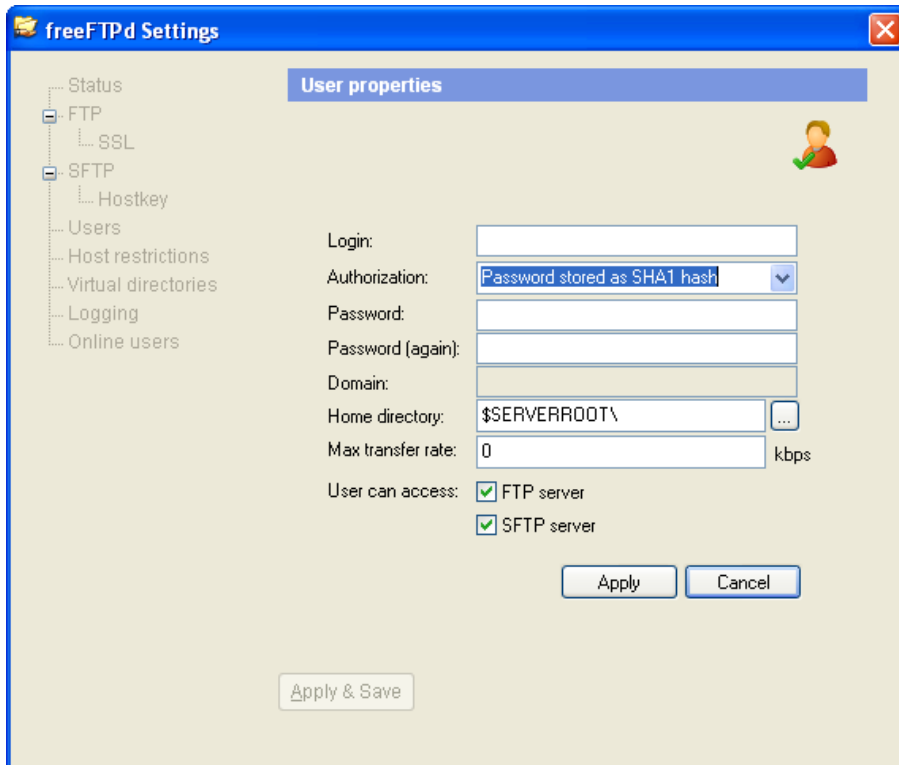 freeFTPd Settings
Status
FTP
SSL
SFTP
Hostkey
Users
Host restrictions
Virtual directories
Logging
Online users
User properties
Login:
Authorization: Password stored as SHA1 hash
Password:
Password (again):
Domain:
Home directory: $SERVERROOT\ ...
Max transfer rate: 0 kbps
User can access: FTP server
SFTP server
Apply Cancel
Apply & Save